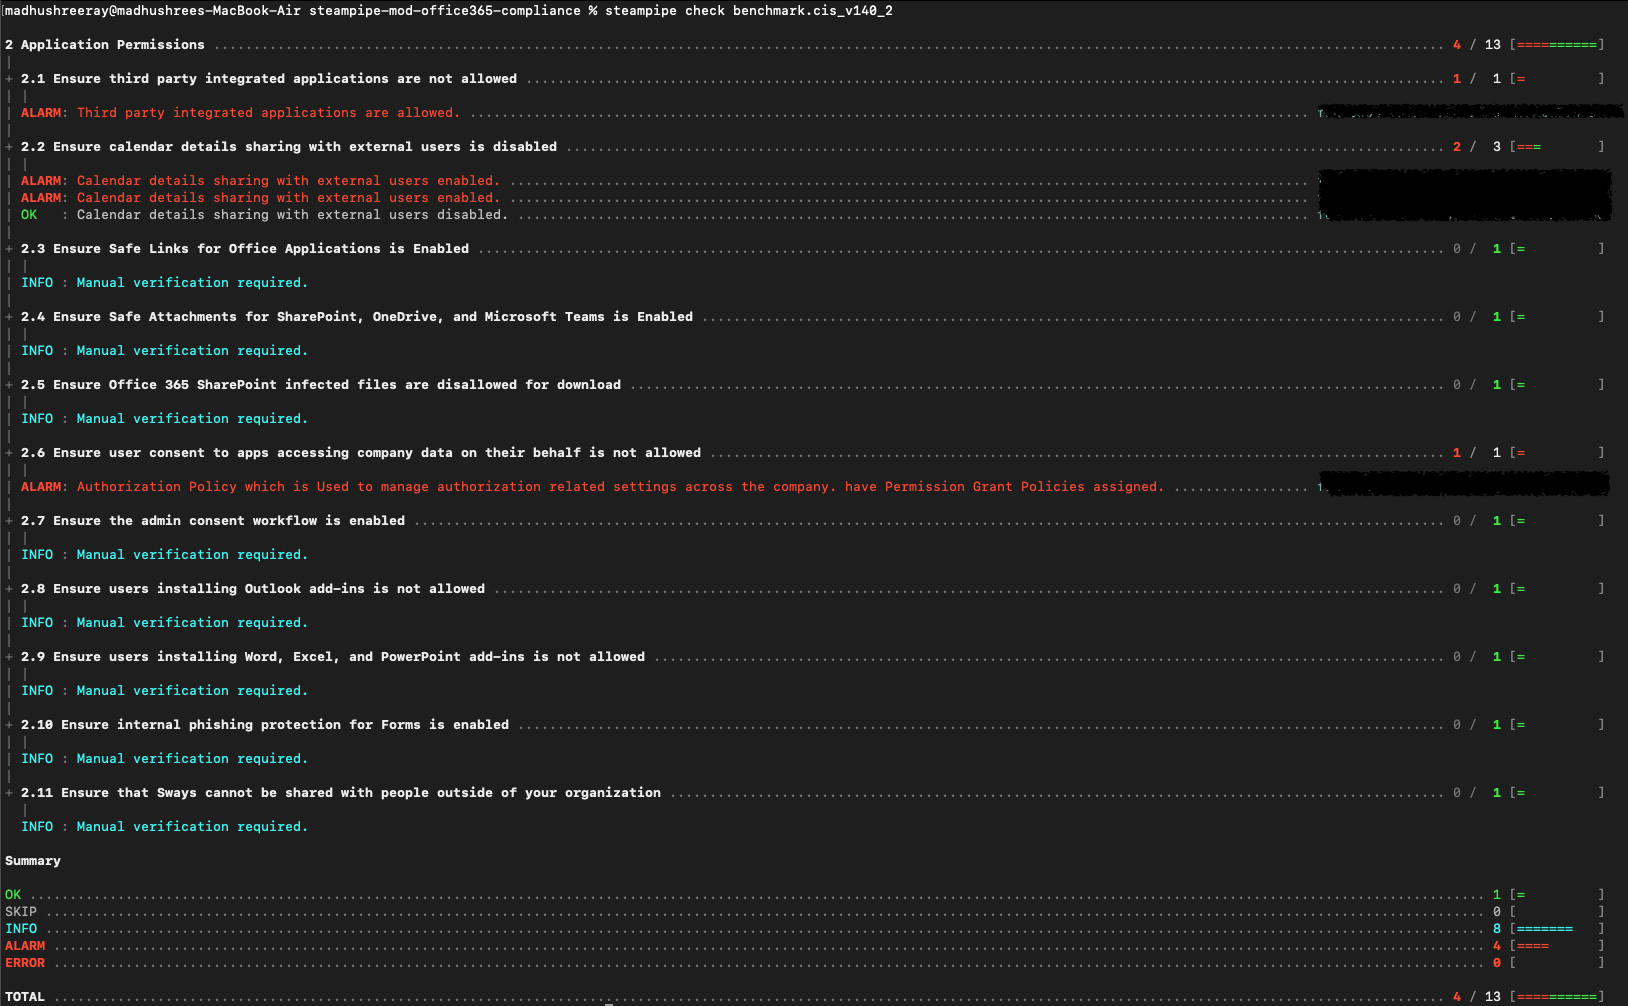 madhushreeray@madhushrees-MacBook-Air steampipe-mod-office365-compliance % steampipe check benchmark.cis_v140_2
2 Application Permissions ........ 4 / 13 [==========]
+ 2.1 Ensure third party integrated applications are not allowed ........ 1 / 1 [= ]
ALARM: Third party integrated applications are allowed. ........
+ 2.2 Ensure calendar details sharing with external users is disabled ........ 2 / 3 [=== ]
ALARM: Calendar details sharing with external users enabled. ........
ALARM: Calendar details sharing with external users enabled. ........
OK : Calendar details sharing with external users disabled. ........
+ 2.3 Ensure Safe Links for Office Applications is Enabled ........ 0 / 1 [= ]
INFO : Manual verification required.
+ 2.4 Ensure Safe Attachments for SharePoint, OneDrive, and Microsoft Teams is Enabled ........ 0 / 1 [= ]
INFO : Manual verification required.
+ 2.5 Ensure Office 365 SharePoint infected files are disallowed for download ........ 0 / 1 [= ]
INFO : Manual verification required.
+ 2.6 Ensure user consent to apps accessing company data on their behalf is not allowed ........ 1 / 1 [= ]
ALARM: Authorization Policy which is Used to manage authorization related settings across the company. have Permission Grant Policies assigned. ........
+ 2.7 Ensure the admin consent workflow is enabled ........ 0 / 1 [= ]
INFO : Manual verification required.
+ 2.8 Ensure users installing Outlook add-ins is not allowed ........ 0 / 1 [= ]
INFO : Manual verification required.
+ 2.9 Ensure users installing Word, Excel, and PowerPoint add-ins is not allowed ........ 0 / 1 [= ]
INFO : Manual verification required.
+ 2.10 Ensure internal phishing protection for Forms is enabled ........ 0 / 1 [= ]
INFO : Manual verification required.
+ 2.11 Ensure that Sways cannot be shared with people outside of your organization ........ 0 / 1 [= ]
INFO : Manual verification required.
Summary
OK ........ 1 [= ]
SKIP ........ 0 [ ]
INFO ........ 8 [======= ]
ALARM ........ 4 [==== ]
ERROR ........ 0 [ ]
TOTAL ........ 4 / 13 [==========]